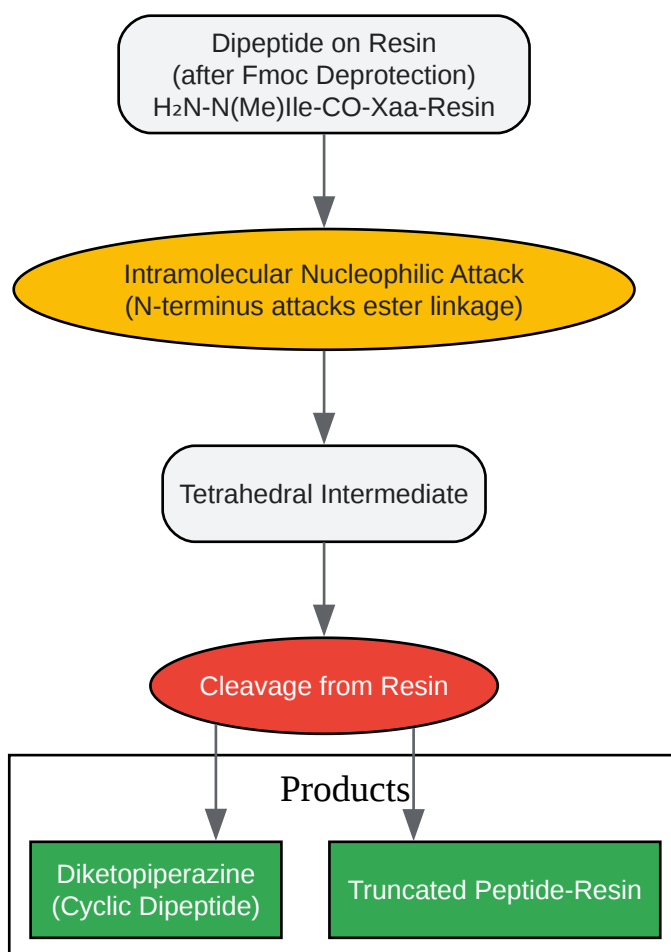 Dipeptide on Resin
(after Fmoc Deprotection)
H₂N-N(Me)Ile-CO-Xaa-Resin
Intramolecular Nucleophilic Attack
(N-terminus attacks ester linkage)
Tetrahedral Intermediate
Cleavage from Resin
Products
Diketopiperazine
(Cyclic Dipeptide)
Truncated Peptide-Resin